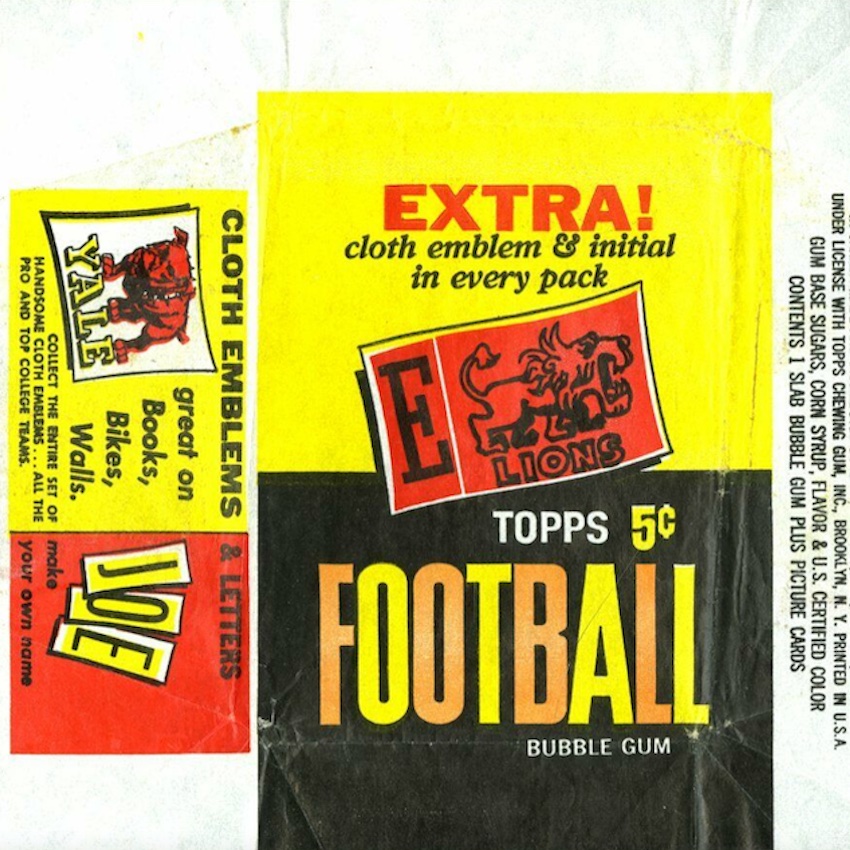 EXTRA!
cloth emblem & initial
in every pack
E
LIONS
TOPPS 5¢
FOOTBALL
BUBBLE GUM
CLOTH EMBLEMS & LETTERS
great on
Books,
Bikes,
Walls.
YALE
COLLECT THE ENTIRE SET OF
HANDSOME CLOTH EMBLEMS... ALL THE
PRO AND TOP COLLEGE TEAMS.
JOE
make
your own name
UNDER LICENSE WITH TOPPS CHEWING GUM, INC., BROOKLYN, N. Y. PRINTED IN U.S.A.
GUM BASE SUGARS, CORN SYRUP, FLAVOR & U.S. CERTIFIED COLOR
CONTENTS 1 SLAB BUBBLE GUM PLUS PICTURE CARDS